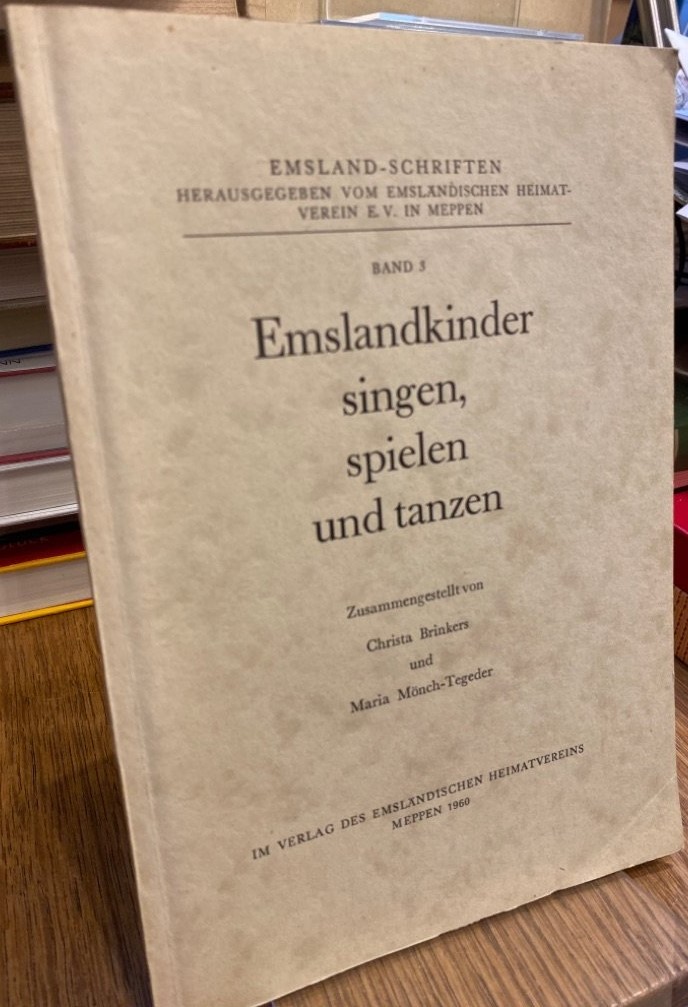 EMSLAND-SCHRIFTEN
HERAUSGEGEBEN VOM EMSLÄNDISCHEN HEIMAT-
VEREIN E. V. IN MEPPEN
BAND 3
Emslandkinder
singen,
spielen
und tanzen
Zusammengestellt von
Christa Brinkers
und
Maria Mönch-Tegeder
IM VERLAG DES EMSLÄNDISCHEN HEIMATVEREINS
MEPPEN 1960